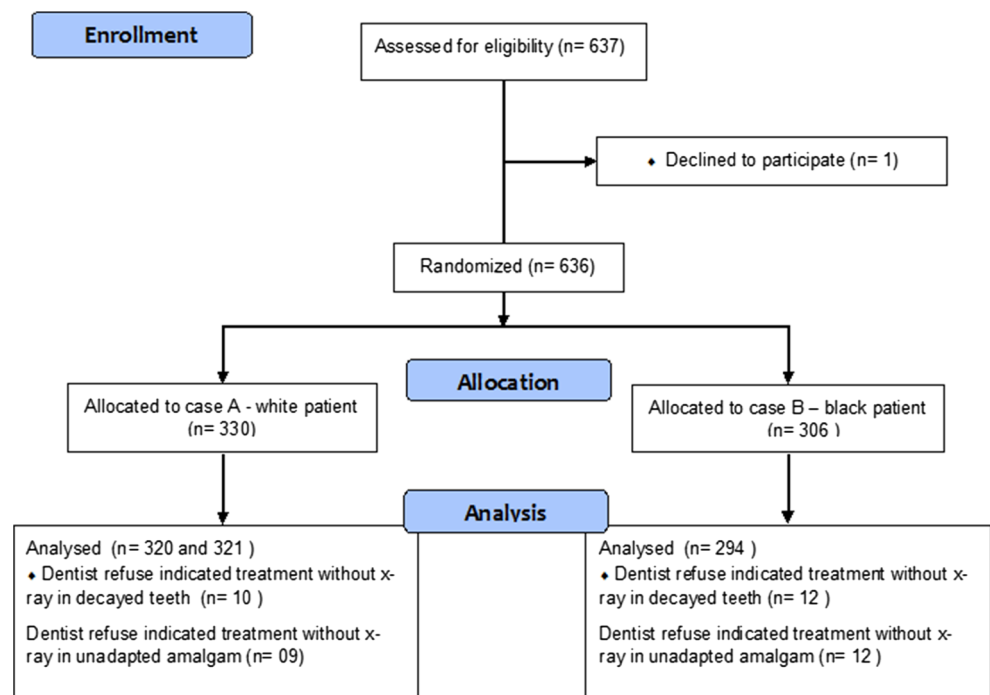 Enrollment
Assessed for eligibility (n= 637)
⬧ Declined to participate (n= 1)
Randomized (n= 636)
Allocation
Allocated to case A - white patient
(n= 330)
Allocated to case B – black patient
(n= 306 )
Analysis
Analysed (n= 320 and 321 )
⬧ Dentist refuse indicated treatment without x-
ray in decayed teeth (n= 10 )
Dentist refuse indicated treatment without x-
ray in unadapted amalgam (n= 09)
Analysed (n= 294 )
⬧ Dentist refuse indicated treatment without x-
ray in decayed teeth (n= 12 )
Dentist refuse indicated treatment without x-
ray in unadapted amalgam (n= 12 )